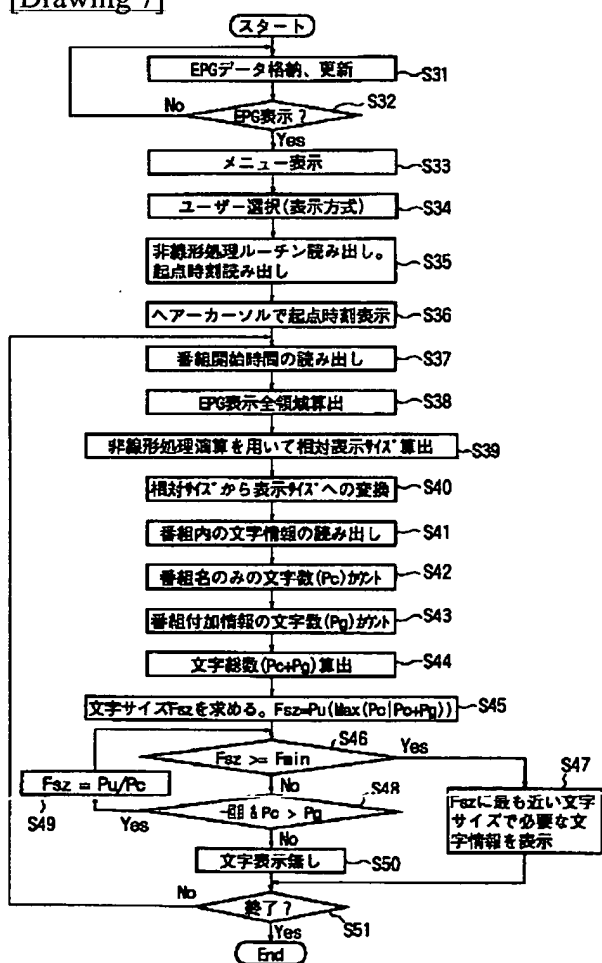 [Drawing 7]
スタート
EPGデータ格納、更新
S31
EPG表示?
S32
No
Yes
メニュー表示
S33
ユーザー選択(表示方式)
S34
非線形処理ルーチン読み出し。
起点時刻読み出し
S35
ヘアーカーソルで起点時刻表示
S36
番組開始時間の読み出し
S37
EPG表示全領域算出
S38
非線形処理演算を用いて相対表示サイズ算出
S39
相対サイズから表示サイズへの変換
S40
番組内の文字情報の読み出し
S41
番組名のみの文字数(Pc)カウント
S42
番組付加情報の文字数(Pg)カウント
S43
文字総数(Pc+Pg)算出
S44
文字サイズFszを求める。Fsz=Pu(Max(Pc|Pc+Pg))
S45
Fsz >= Fmin
S46
Yes
No
Fsz = Pu/Pc
S49
Yes
&Pc > Pg
S48
No
S47
Fszに最も近い文字
サイズで必要な文
字情報を表示
文字表示無し
S50
No
終了?
S51
Yes
End